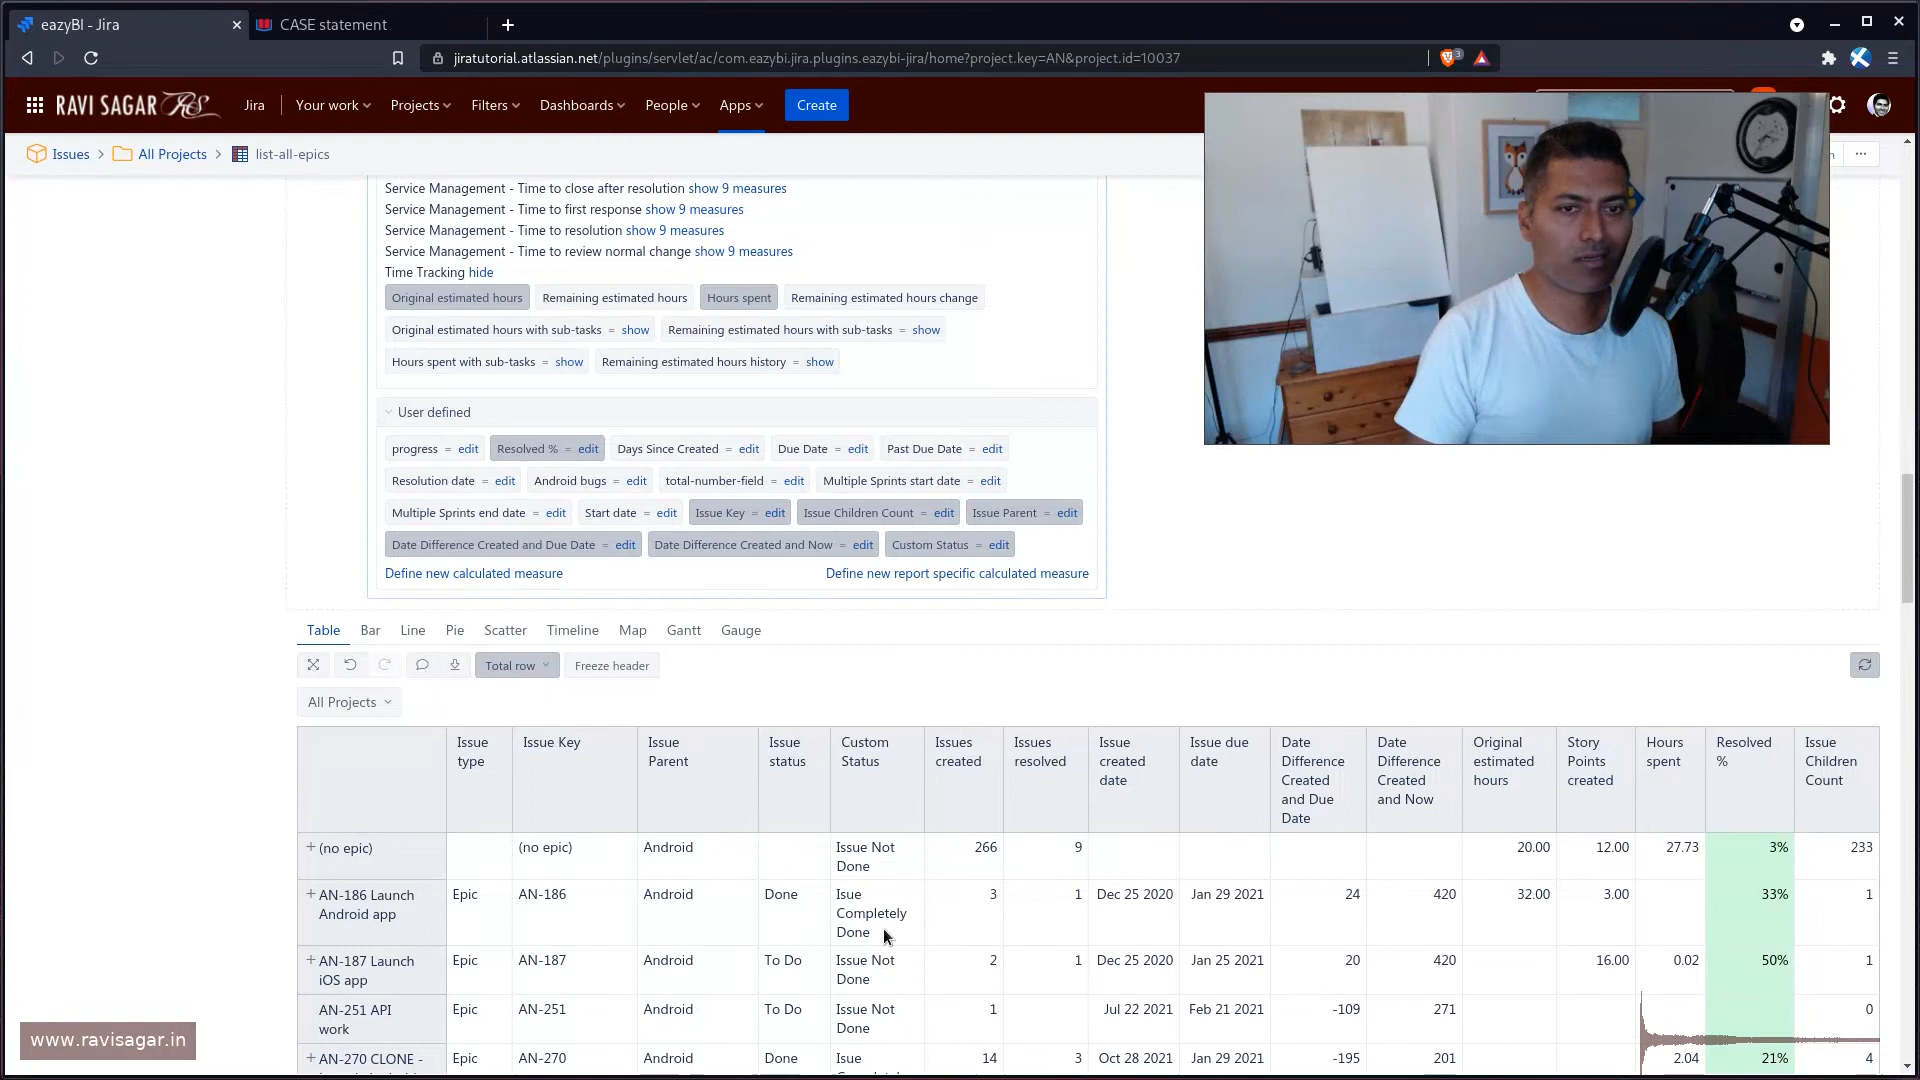 eazyBI - Jira
CASE statement
jiratutorial.atlassian.net/plugins/servlet/ac/com.eazybi.jira.plugins.eazybi-jira/home?project.key=AN&project.id=10037
3
RAVI SAGAR RS
Jira
Your work
Projects
Filters
Dashboards
People
Apps
Create
Issues
All Projects
list-all-epics
Service Management - Time to close after resolution show 9 measures
Service Management - Time to first response show 9 measures
Service Management - Time to resolution show 9 measures
Service Management - Time to review normal change show 9 measures
Time Tracking hide
Original estimated hours Remaining estimated hours Hours spent Remaining estimated hours change
Original estimated hours with sub-tasks = show Remaining estimated hours with sub-tasks = show
Hours spent with sub-tasks = show Remaining estimated hours history = show
User defined
progress = edit Resolved % = edit Days Since Created = edit Due Date = edit Past Due Date = edit
Resolution date = edit Android bugs = edit total-number-field = edit Multiple Sprints start date = edit
Multiple Sprints end date = edit Start date = edit Issue Key = edit Issue Children Count = edit Issue Parent = edit
Date Difference Created and Due Date = edit Date Difference Created and Now = edit Custom Status = edit
Define new calculated measure Define new report specific calculated measure
Table Bar Line Pie Scatter Timeline Map Gantt Gauge
Total row Freeze header
All Projects
Issue type
Issue Key
Issue Parent
Issue status
Custom Status
Issues created
Issues resolved
Issue created date
Issue due date
Date Difference Created and Due Date
Date Difference Created and Now
Original estimated hours
Story Points created
Hours spent
Resolved %
Issue Children Count
+ (no epic) (no epic) Android Issue Not Done 266 9 20.00 12.00 27.73 3% 233
+ AN-186 Launch Android app Epic AN-186 Android Done Isue Completely Done 3 1 Dec 25 2020 Jan 29 2021 24 420 32.00 3.00 33% 1
+ AN-187 Launch iOS app Epic AN-187 Android To Do Issue Not Done 2 1 Dec 25 2020 Jan 25 2021 20 420 16.00 0.02 50% 1
AN-251 API work Epic AN-251 Android To Do Issue Not Done 1 Jul 22 2021 Feb 21 2021 -109 271 0
+ AN-270 CLONE - Epic AN-270 Android Done Isue 14 3 Oct 28 2021 Jan 29 2021 -195 201 2.04 21% 4
www.ravisagar.in